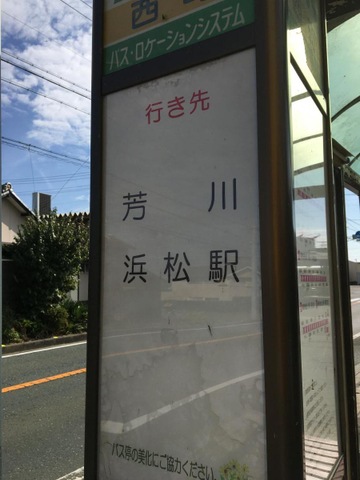 西
バス・ロケーションシステム
行き先
芳川
浜松駅
バス停の美化にご協力ください。